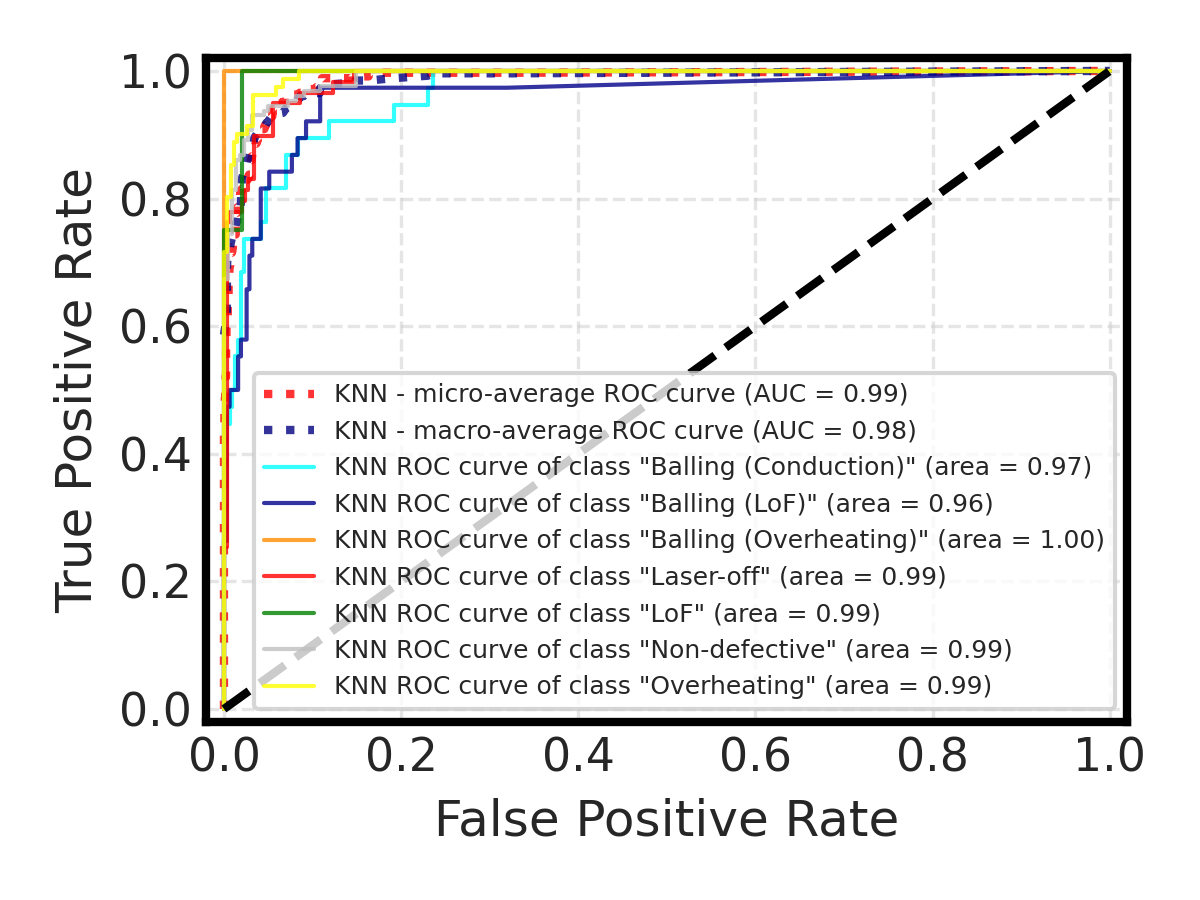 1.0
0.8
0.6
0.4
0.2
0.0
True Positive Rate
KNN - micro-average ROC curve (AUC = 0.99)
KNN - macro-average ROC curve (AUC = 0.98)
KNN ROC curve of class "Balling (Conduction)" (area = 0.97)
KNN ROC curve of class "Balling (LoF)" (area = 0.96)
KNN ROC curve of class "Balling (Overheating)" (area = 1.00)
KNN ROC curve of class "Laser-off" (area = 0.99)
KNN ROC curve of class "LoF" (area = 0.99)
KNN ROC curve of class "Non-defective" (area = 0.99)
KNN ROC curve of class "Overheating" (area = 0.99)
0.0 0.2 0.4 0.6 0.8 1.0
False Positive Rate